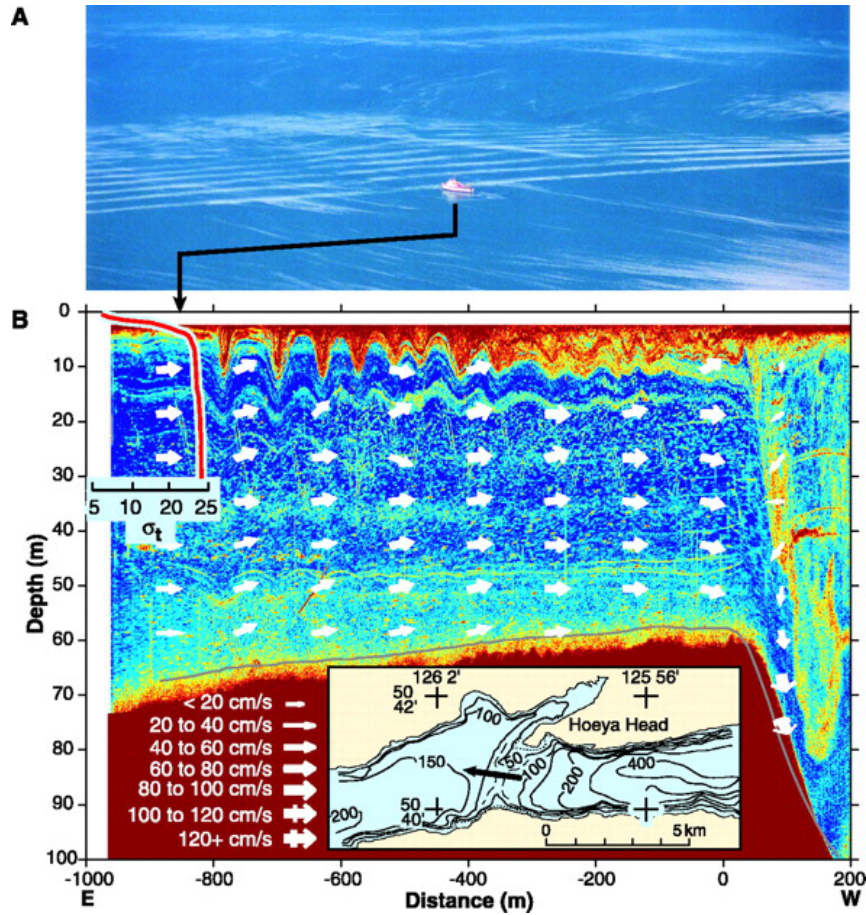 A
B
0
10
20
30
40
50
60
70
80
90
100
Depth (m)
5 10 20 25
σt
< 20 cm/s
20 to 40 cm/s
40 to 60 cm/s
60 to 80 cm/s
80 to 100 cm/s
100 to 120 cm/s
120+ cm/s
126 2' 125 56'
50
42'
100
Hoeya Head
50
150
100
200
400
200
50
40'
0 5 km
-1000 -800 -600 -400 -200 0 200
E Distance (m) W